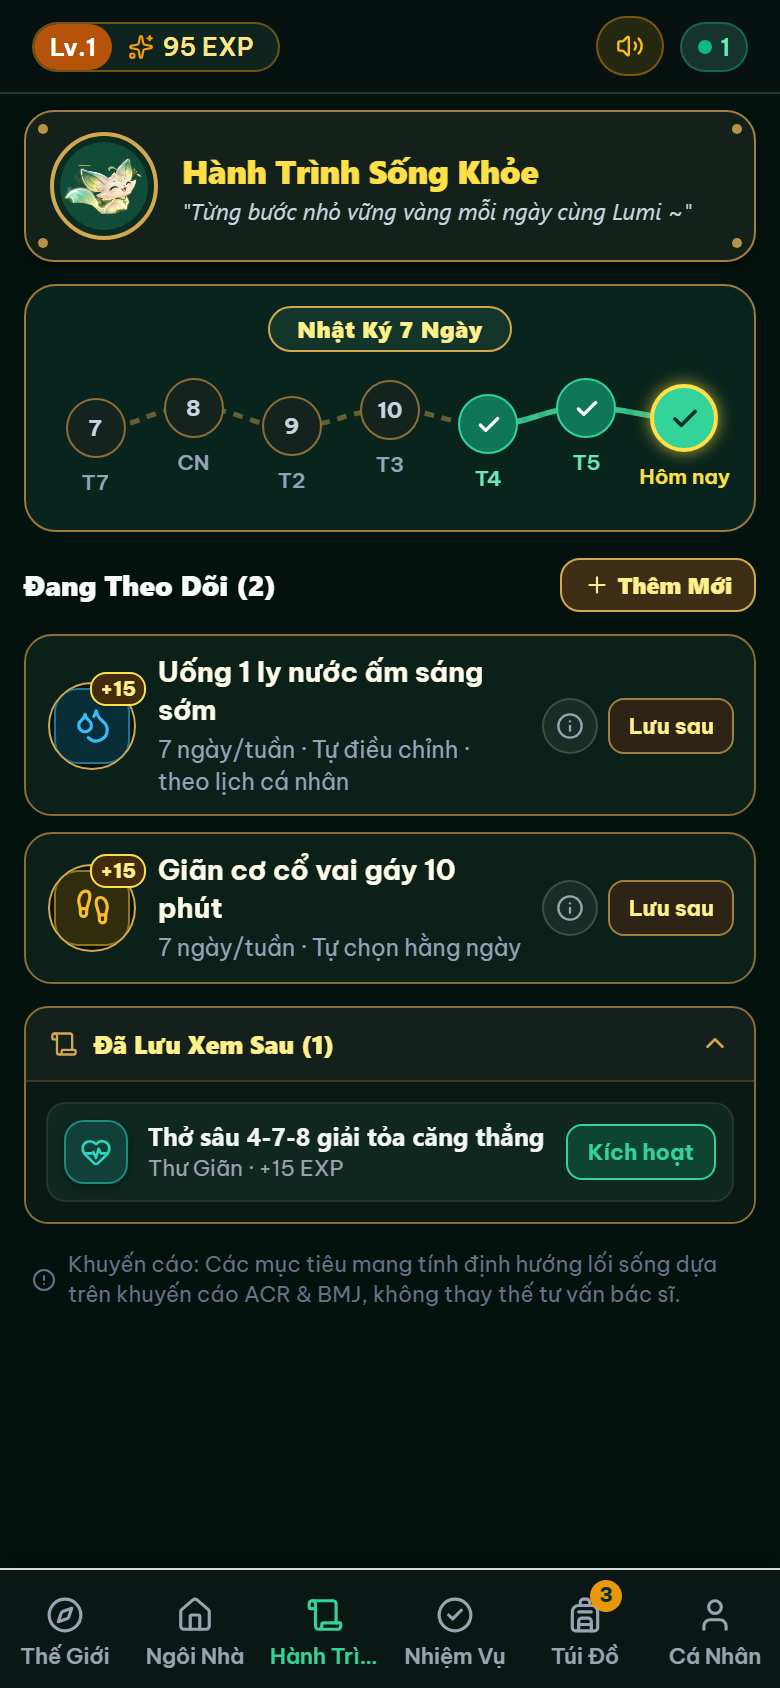 Lv.1 95 EXP
1
Hành Trình Sống Khỏe
"Từng bước nhỏ vững vàng mỗi ngày cùng Lumi ~"
Nhật Ký 7 Ngày
7 8 9 10
T7 CN T2 T3 T4 T5 Hôm nay
Đang Theo Dõi (2)
Thêm Mới
+15
Uống 1 ly nước ấm sáng
sớm
7 ngày/tuần · Tự điều chỉnh ·
theo lịch cá nhân
Lưu sau
+15
Giãn cơ cổ vai gáy 10
phút
7 ngày/tuần · Tự chọn hằng ngày
Lưu sau
Đã Lưu Xem Sau (1)
Thở sâu 4-7-8 giải tỏa căng thẳng
Thư Giãn · +15 EXP
Kích hoạt
Khuyến cáo: Các mục tiêu mang tính định hướng lối sống dựa
trên khuyến cáo ACR & BMJ, không thay thế tư vấn bác sĩ.
3
Thế Giới Ngôi Nhà Hành Trì... Nhiệm Vụ Túi Đồ Cá Nhân